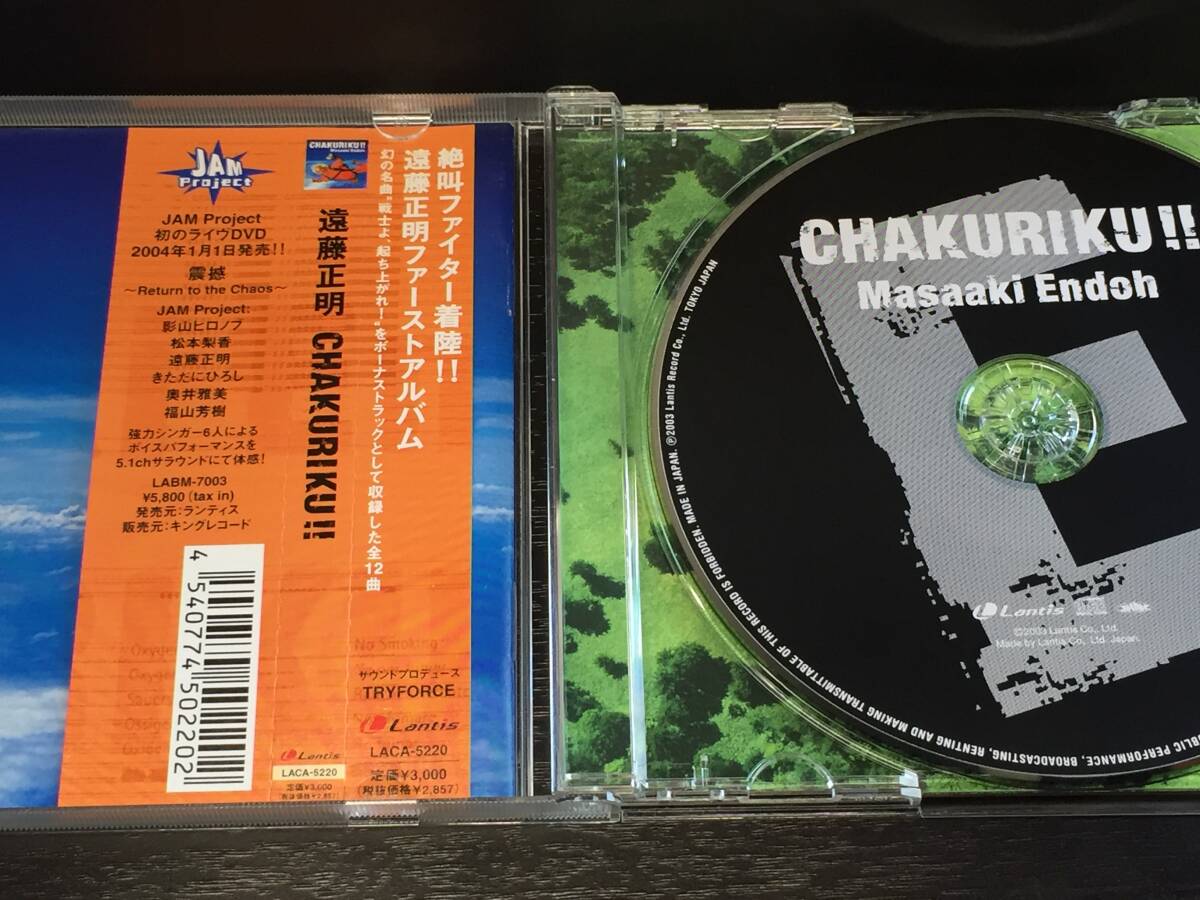 JAM
Project
JAM Project
初のライヴDVD
2004年1月1日発売!!
震撼
〜Return to the Chaos〜
JAM Project:
影山ヒロノブ
松本梨香
遠藤正明
きただにひろし
奥井雅美
福山芳樹
強力シンガー6人による
ボイスパフォーマンスを
5.1chサラウンドにて体感!
LABM-7003
¥5,800(tax in)
発売元:ランティス
販売元:キングレコード
4 540774 502202
CHAKURIKU!!
Masaaki Endoh
遠藤正明 CHAKURIKU!!
Lantis
LACA-5220
定価¥3,000
(税抜価格¥2,857)
絶叫ファイター着陸!!
遠藤正明ファーストアルバム
幻の名曲"戦士よ、起ち上がれ!"をボーナストラックとして収録した全12曲
サウンドプロデュース
TRYFORCE
Lantis
LACA-5220
定価¥3,000
(税抜価格¥2,857)
No Smoking
CHAKURIKU!!
Masaaki Endoh
Lantis
©2003 Lantis Co., Ltd.
Made by Lantis Co., Ltd. Japan.
PUBLIC PERFORMANCE, BROADCASTING, RENTING AND MAKING TRANSMITTABLE OF THIS RECORD IS FORBIDDEN. MADE IN JAPAN. ℗2003 Lantis Record Co., Ltd. TOKYO JAPAN